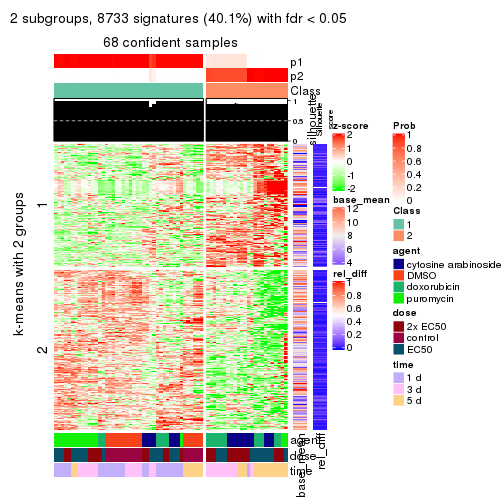 2 subgroups, 8733 signatures (40.1%) with fdr < 0.05
68 confident samples
p1
p2
Class
silhouette
Silhouette
score
1
0.5
0
k-means with 2 groups
1
2
agent
dose
time
base_mean
rel_diff
z-score
2
1
0
-1
-2
base_mean
12
10
8
6
4
rel_diff
1
0.8
0.6
0.4
0.2
0
Prob
1
0.8
0.6
0.4
0.2
0
Class
1
2
agent
cytosine arabinoside
DMSO
doxorubicin
puromycin
dose
2x EC50
control
EC50
time
1 d
3 d
5 d